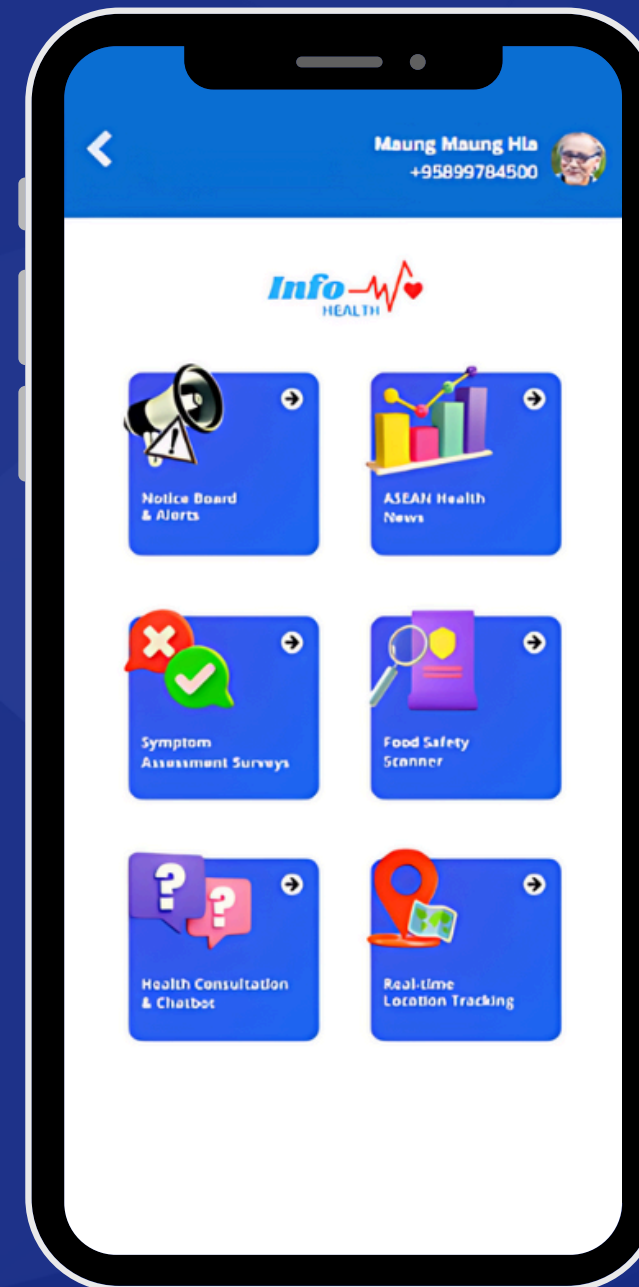 Maung Maung Hla
+95899784500
Info
HEALTH
Notice Board
& Alerts
ASEAN Health
News
Symptom
Assessment Surveys
Food Safety
Scanner
? ?
Health Consultation
& Chatbot
Real-time
Location Tracking